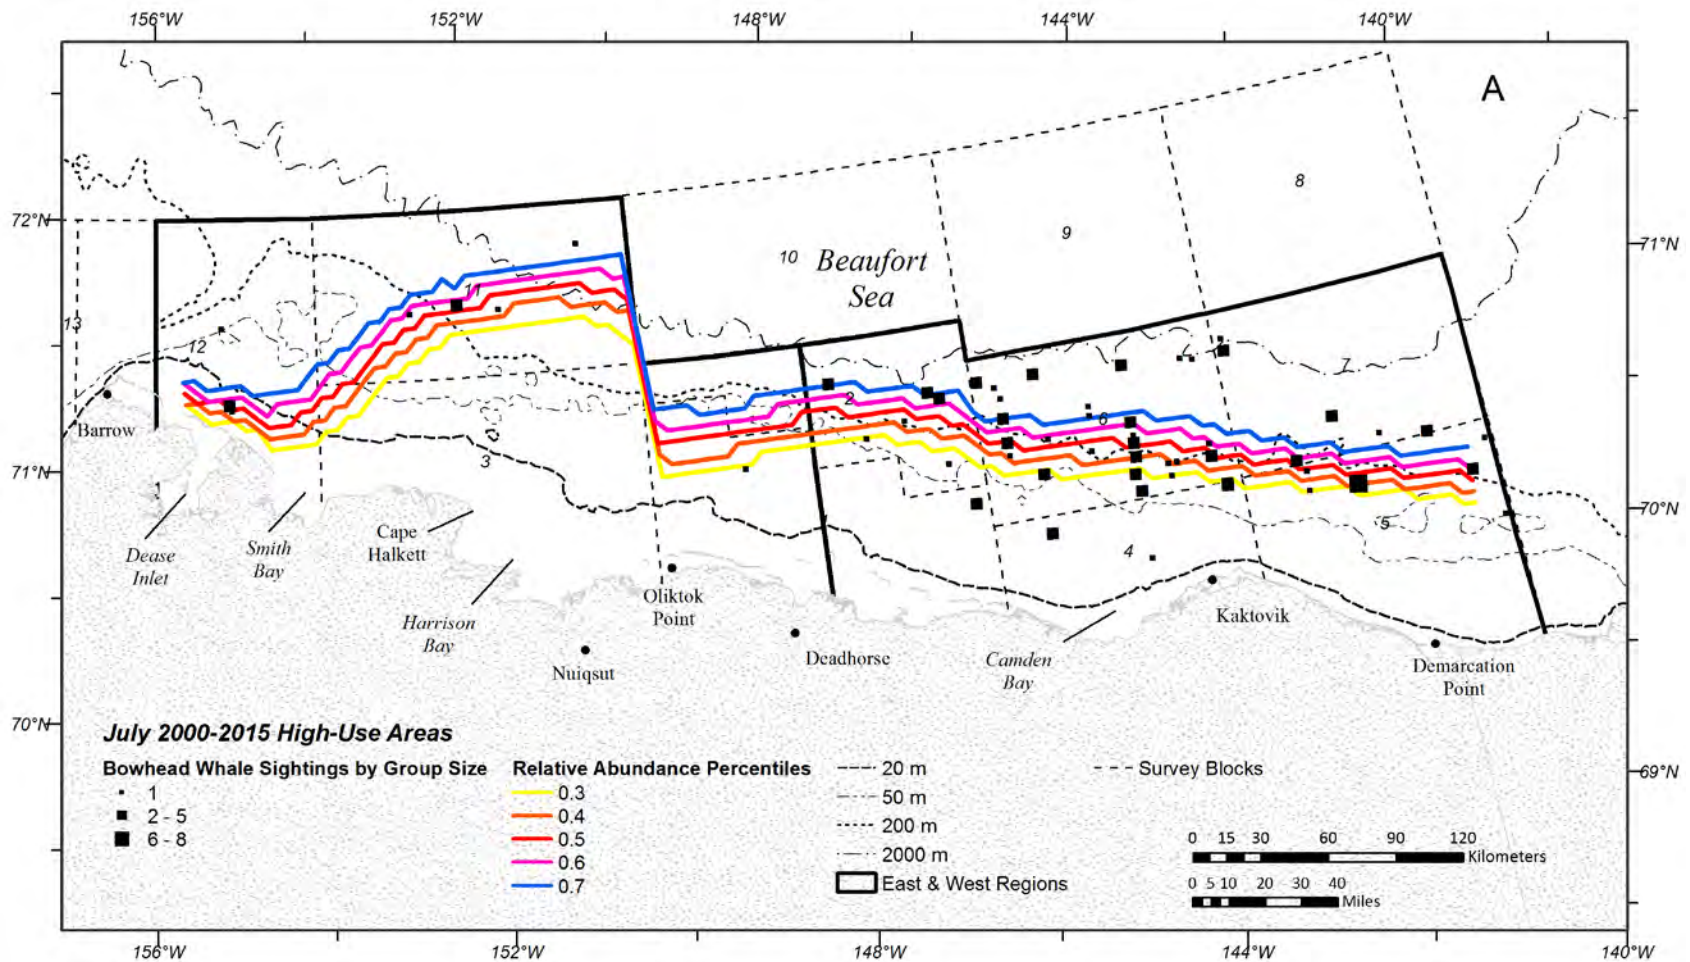 156°W 152°W 148°W 144°W 140°W
A
8
72°N
9
71°N
10 Beaufort
Sea
11
13
12
7
2
6
Barrow
3
71°N
70°N
1
5
Cape
Halkett
4
Dease
Inlet
Smith
Bay
Oliktok
Point
Kaktovik
Harrison
Bay
Deadhorse
Camden
Bay
Nuiqsut
Demarcation
Point
70°N
July 2000-2015 High-Use Areas
Bowhead Whale Sightings by Group Size
1
2 - 5
6 - 8
Relative Abundance Percentiles
0.3
0.4
0.5
0.6
0.7
20 m
50 m
200 m
2000 m
East & West Regions
Survey Blocks
69°N
0 15 30 60 90 120
Kilometers
0 5 10 20 30 40
Miles
156°W 152°W 148°W 144°W 140°W